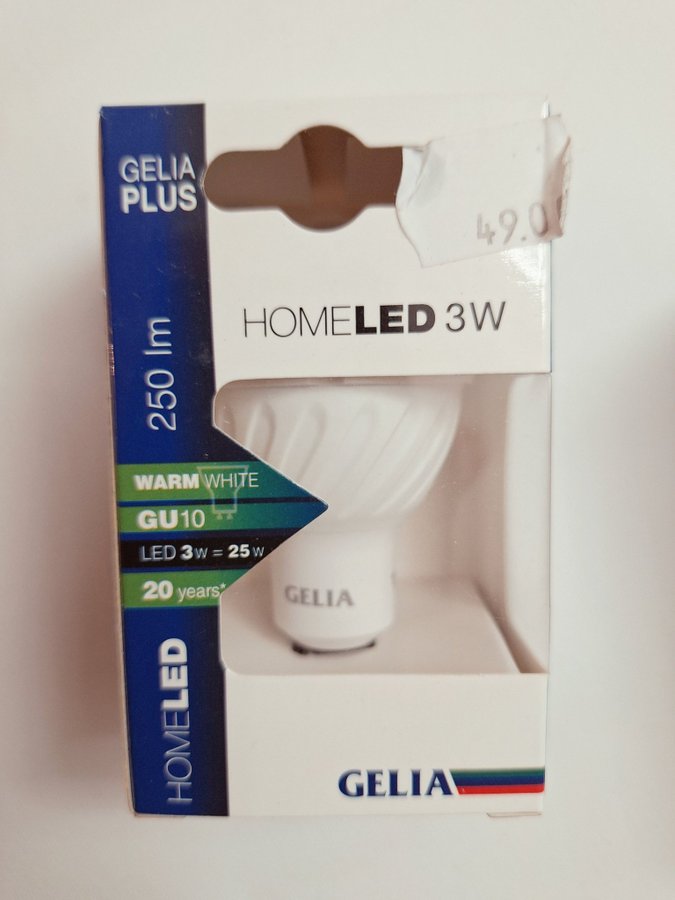 GELIA
PLUS
49.0
HOMELED 3W
250 lm
WARM WHITE
GU10
LED 3W = 25W
20 years*
GELIA
HOMELED
GELIA